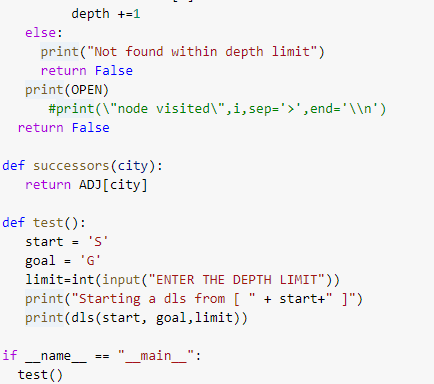 depth +=1
else:
print("Not found within depth limit")
return False
print(OPEN)
#print(\"node visited\",i,sep='>',end='\\n')
return False
def successors(city):
return ADJ[city]
def test():
start = 'S'
goal = 'G'
limit=int(input("ENTER THE DEPTH LIMIT"))
print("Starting a dls from [ " + start+" ]")
print(dls(start, goal,limit))
if __name__ == "__main__":
test()